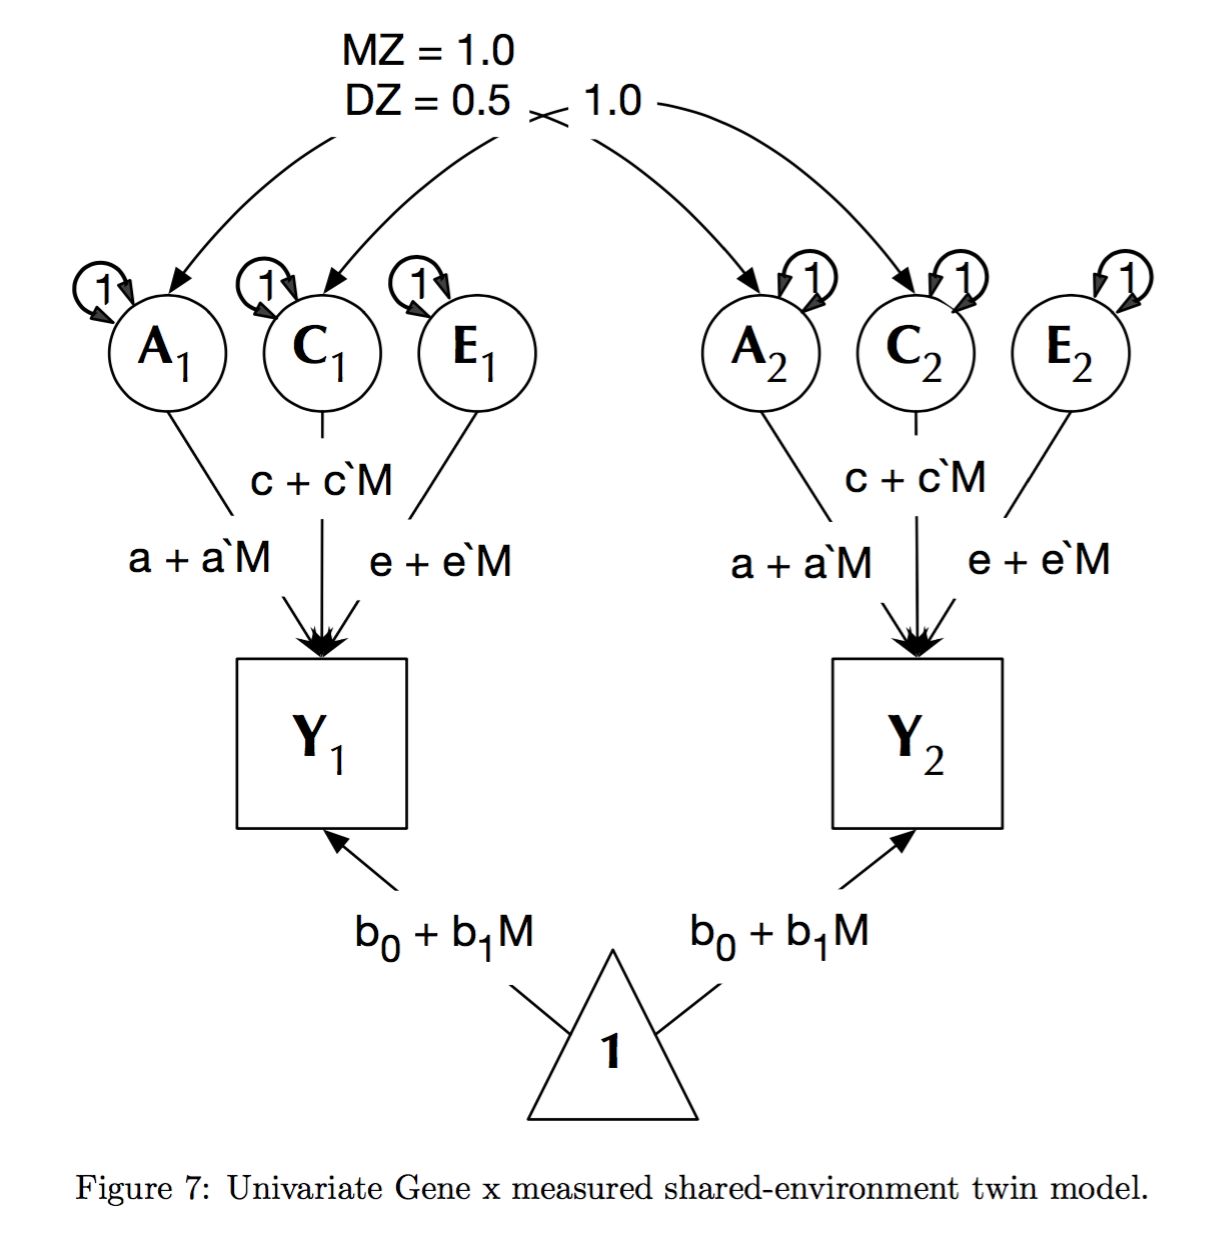 MZ = 1.0
DZ = 0.5 1.0
1 1 1 1 1 1
A1 C1 E1 A2 C2 E2
c + c`M c + c`M
a + a`M e + e`M a + a`M e + e`M
Y1 Y2
b0 + b1M b0 + b1M
1
Figure 7: Univariate Gene x measured shared-environment twin model.